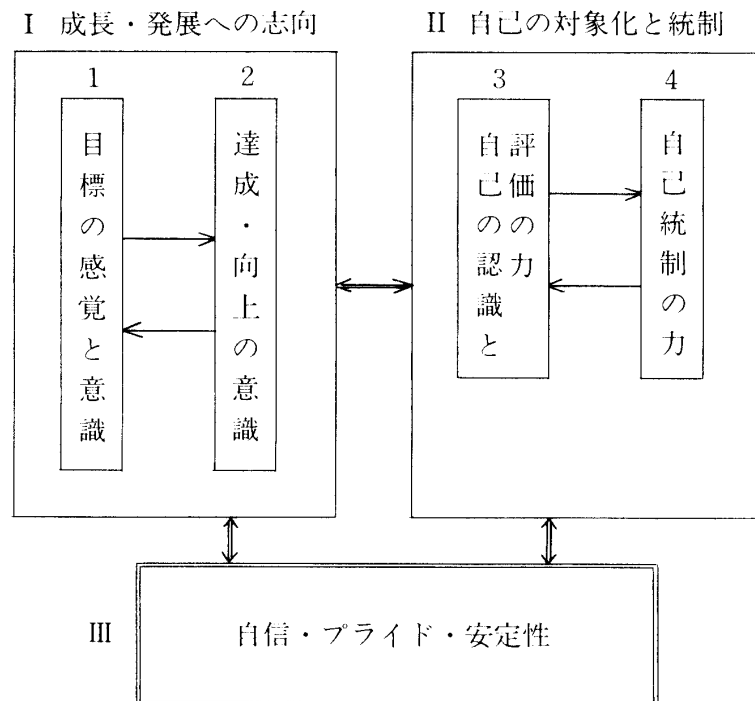 I 成長・発展への志向
II 自己の対象化と統制
1
目標の感覚と意識
2
達成・向上の意識
3
自己の認識と
評価の力
4
自己統制の力
III
自信・プライド・安定性